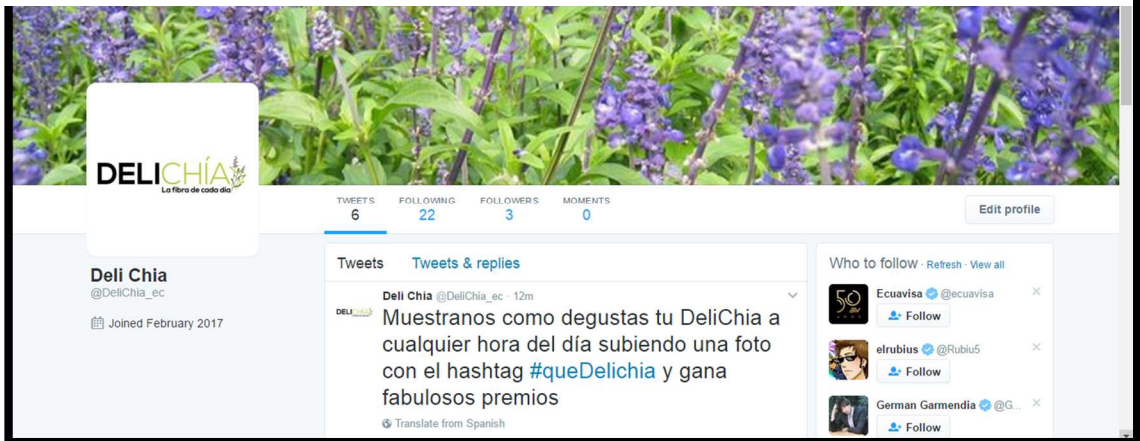 DELICHÍA
La fibra de cada día
TWEETS FOLLOWING FOLLOWERS MOMENTS
6 22 3 0
Edit profile
Deli Chia
@DeliChia_ec
Joined February 2017
Tweets Tweets & replies
Deli Chia @DeliChia_ec · 12m
DELICHÍA
Muestranos como degustas tu DeliChia a
cualquier hora del día subiendo una foto
con el hashtag #queDelichia y gana
fabulosos premios
Translate from Spanish
Who to follow · Refresh · View all
50
Ecuavisa @ecuavisa
Follow
elrubius @Rubiu5
Follow
German Garmendia @G...
Follow